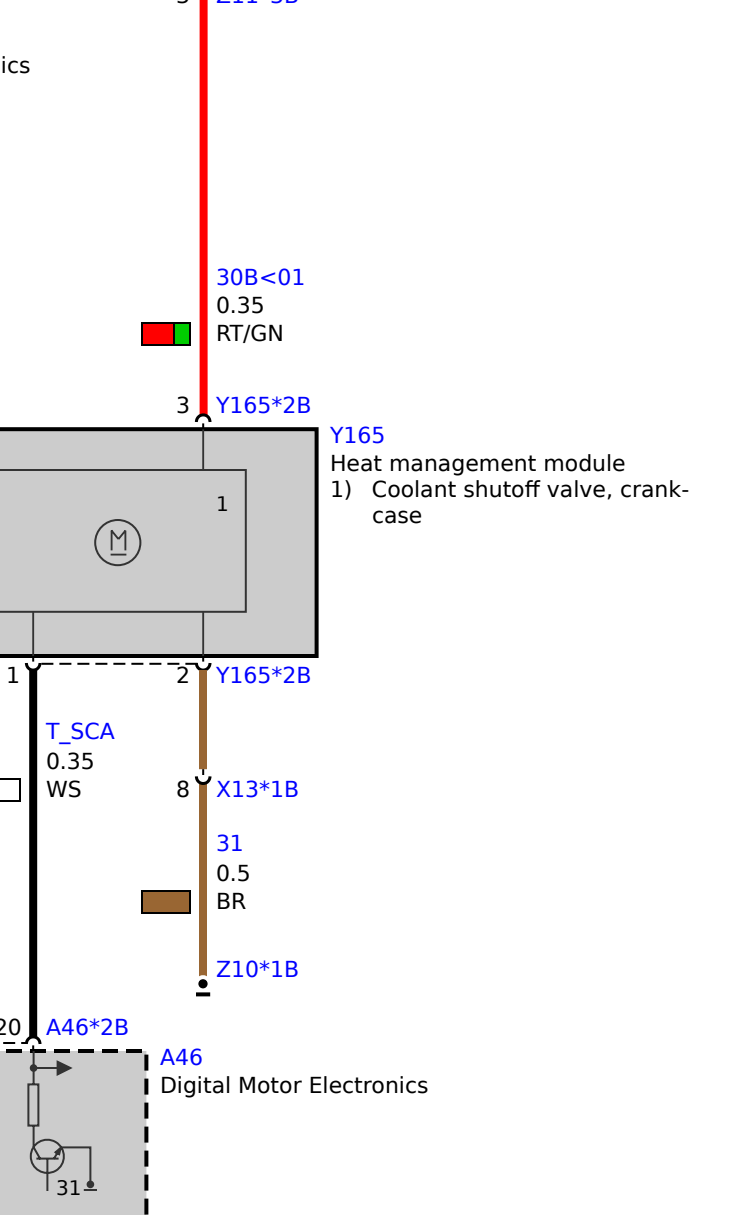 ics
30B<01
0.35
RT/GN
3 Y165*2B
Y165
Heat management module
1) Coolant shutoff valve, crank-
case
1
M
1 2 Y165*2B
T_SCA
0.35
WS
8 X13*1B
31
0.5
BR
Z10*1B
20 A46*2B
A46
Digital Motor Electronics
31